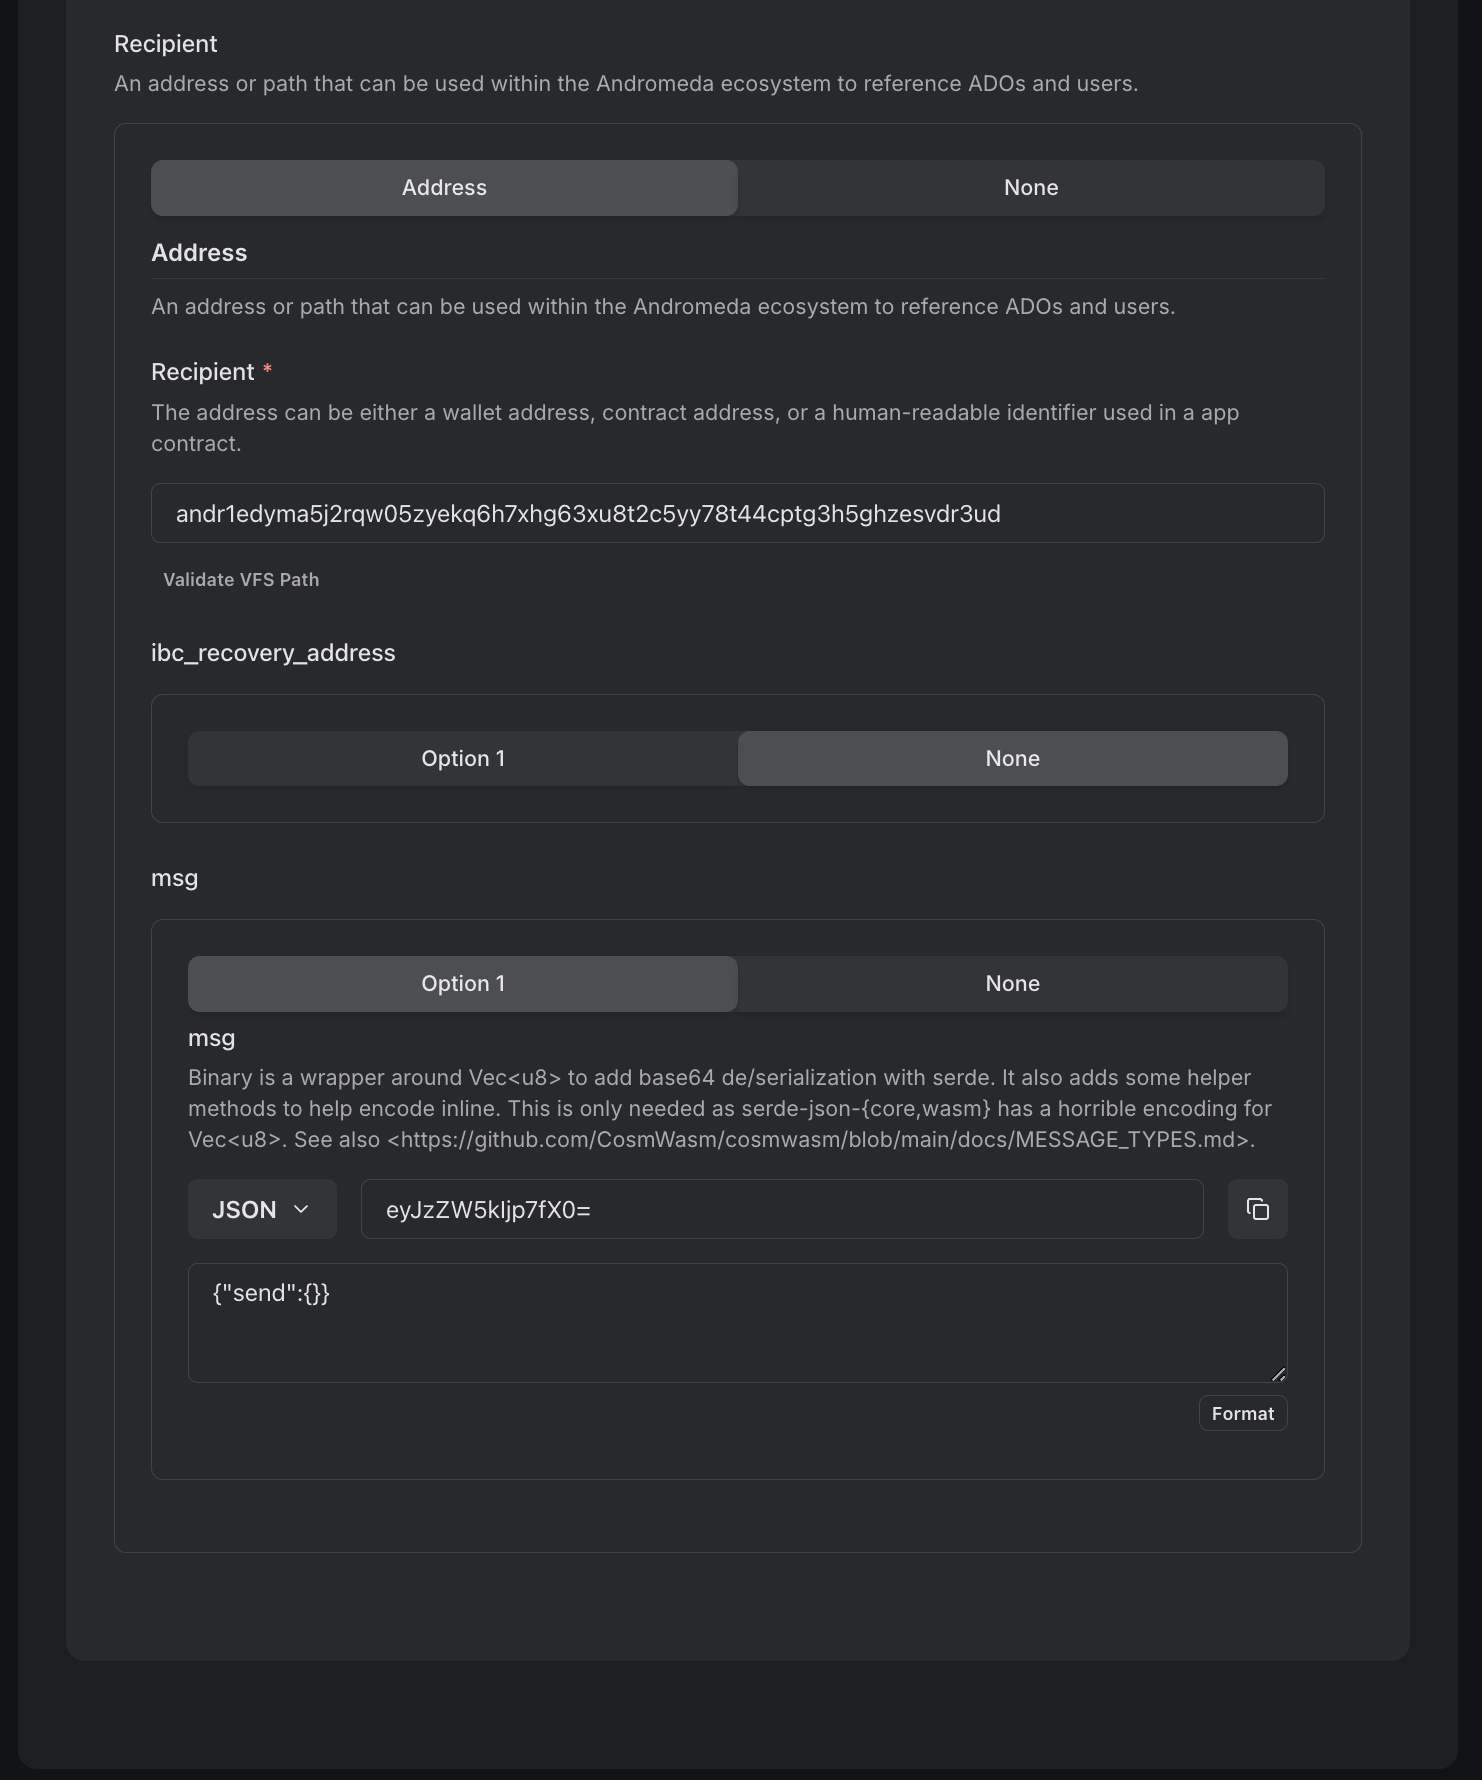 Recipient
An address or path that can be used within the Andromeda ecosystem to reference ADOs and users.
Address
None
Address
An address or path that can be used within the Andromeda ecosystem to reference ADOs and users.
Recipient *
The address can be either a wallet address, contract address, or a human-readable identifier used in a app
contract.
andr1edyma5j2rqw05zyekq6h7xhg63xu8t2c5yy78t44cptg3h5ghzesvdr3ud
Validate VFS Path
ibc_recovery_address
Option 1
None
msg
Option 1
None
msg
Binary is a wrapper around Vec<u8> to add base64 de/serialization with serde. It also adds some helper
methods to help encode inline. This is only needed as serde-json-{core,wasm} has a horrible encoding for
Vec<u8>. See also <https://github.com/CosmWasm/cosmwasm/blob/main/docs/MESSAGE_TYPES.md>.
JSON
eyJzZW5kIjp7fX0=
{"send":{}}
Format